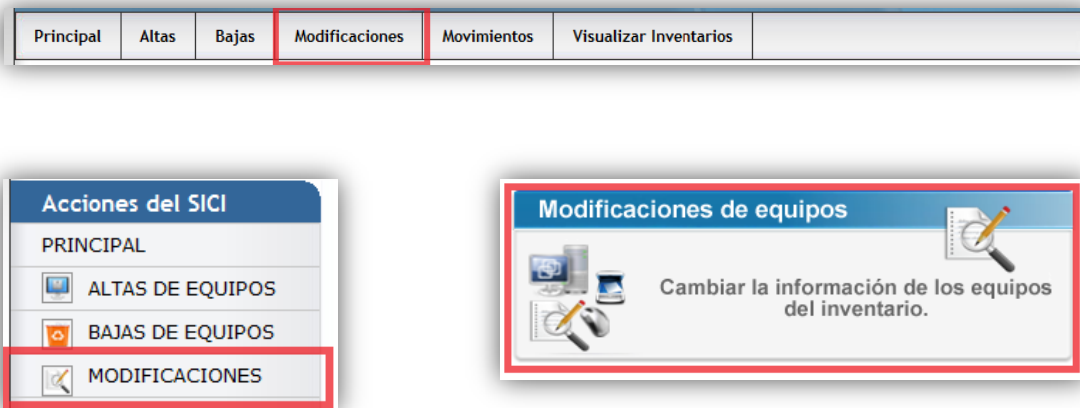 Principal Altas Bajas Modificaciones Movimientos Visualizar Inventarios
Acciones del SICI
PRINCIPAL
ALTAS DE EQUIPOS
BAJAS DE EQUIPOS
MODIFICACIONES
Modificaciones de equipos
Cambiar la información de los equipos
del inventario.